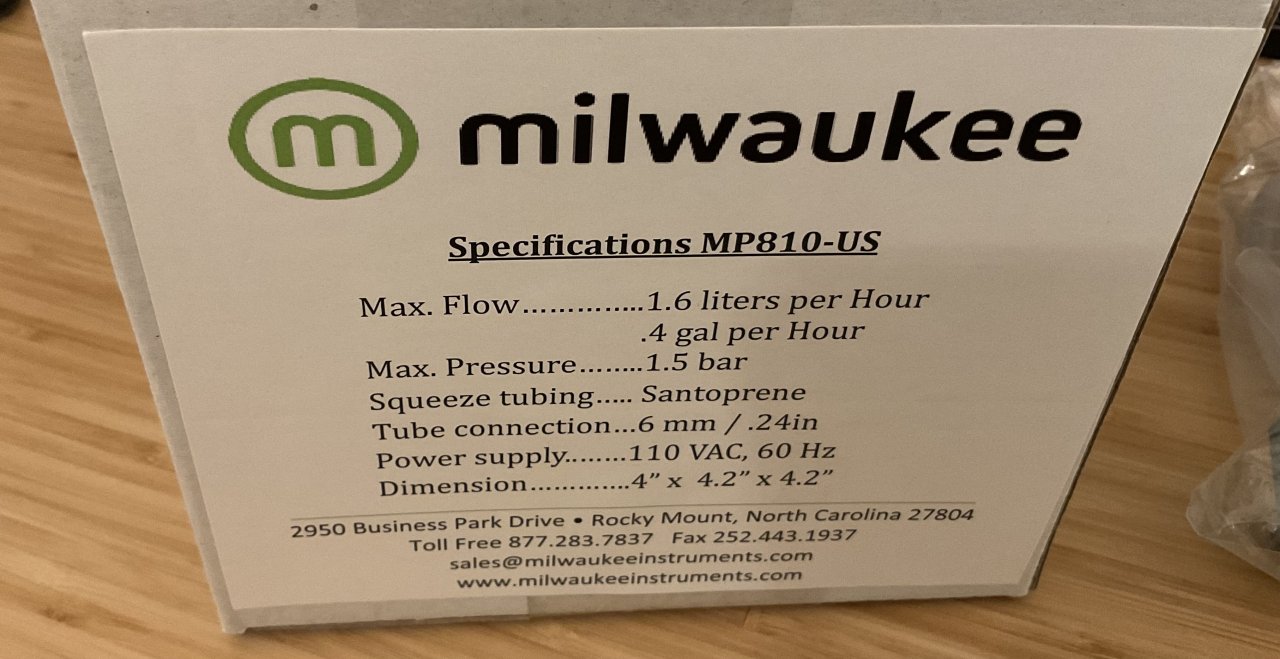 m milwaukee
Specifications MP810-US
Max. Flow..............1.6 liters per Hour
.4 gal per Hour
Max. Pressure........1.5 bar
Squeeze tubing..... Santoprene
Tube connection...6 mm / .24in
Power supply........110 VAC, 60 Hz
Dimension.............4” x 4.2” x 4.2”
2950 Business Park Drive • Rocky Mount, North Carolina 27804
Toll Free 877.283.7837 Fax 252.443.1937
sales@milwaukeeinstruments.com
www.milwaukeeinstruments.com